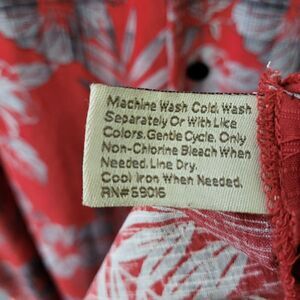 Machine Wash Cold. Wash
Separately Or With Like
Colors. Gentle Cycle. Only
Non-Chlorine Bleach When
Needed. Line Dry.
Cool Iron When Needed.
RN#69016